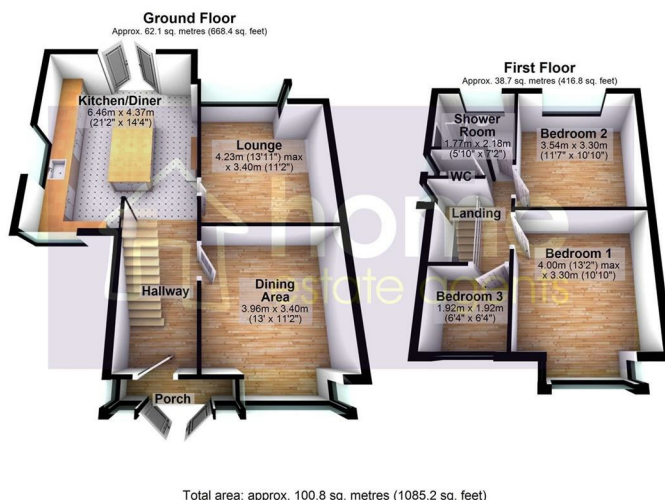 Ground Floor
Approx. 62.1 sq. metres (668.4 sq. feet)
Kitchen/Diner
6.46m x 4.37m
(21'2" x 14'4")
Lounge
4.23m (13'11") max
x 3.40m (11'2")
Hallway
Dining
Area
3.96m x 3.40m
(13' x 11'2")
Porch
First Floor
Approx. 38.7 sq. metres (416.8 sq. feet)
Shower
Room
1.77m x 2.18m
(5'10" x 7'2")
Bedroom 2
3.54m x 3.30m
(11'7" x 10'10")
WC
Landing
Bedroom 1
4.00m (13'2") max
x 3.30m (10'10")
Bedroom 3
1.92m x 1.92m
(6'4" x 6'4")
home
estate agents
Total area: approx. 100.8 sq. metres (1085.2 sq. feet)